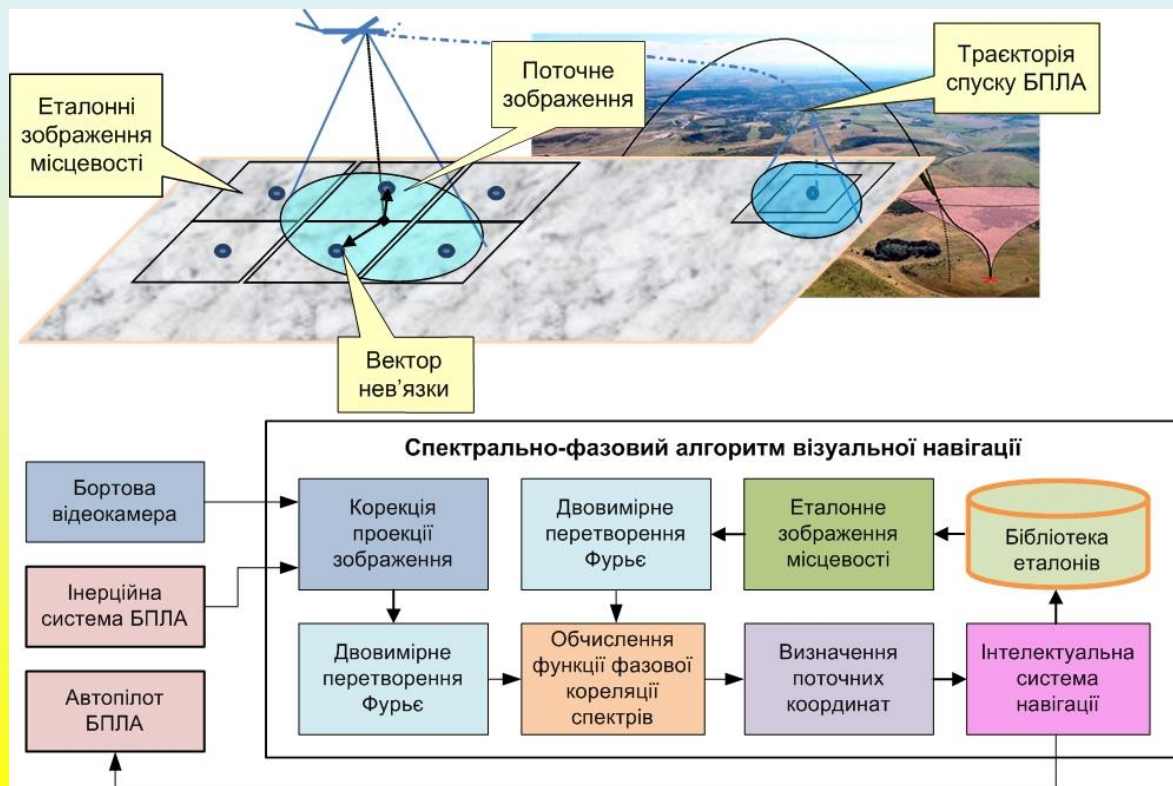 Еталонні
зображення
місцевості
Поточне
зображення
Траєкторія
спуску БПЛА
Вектор
нев’язки
Спектрально-фазовий алгоритм візуальної навігації
Бортова
відеокамера
Корекція
проекції
зображення
Двовимірне
перетворення
Фурьє
Еталонне
зображення
місцевості
Бібліотека
еталонів
Інерційна
система БПЛА
Автопілот
БПЛА
Двовимірне
перетворення
Фурьє
Обчислення
функції фазової
кореляції
спектрів
Визначення
поточних
координат
Інтелектуальна
система
навігації